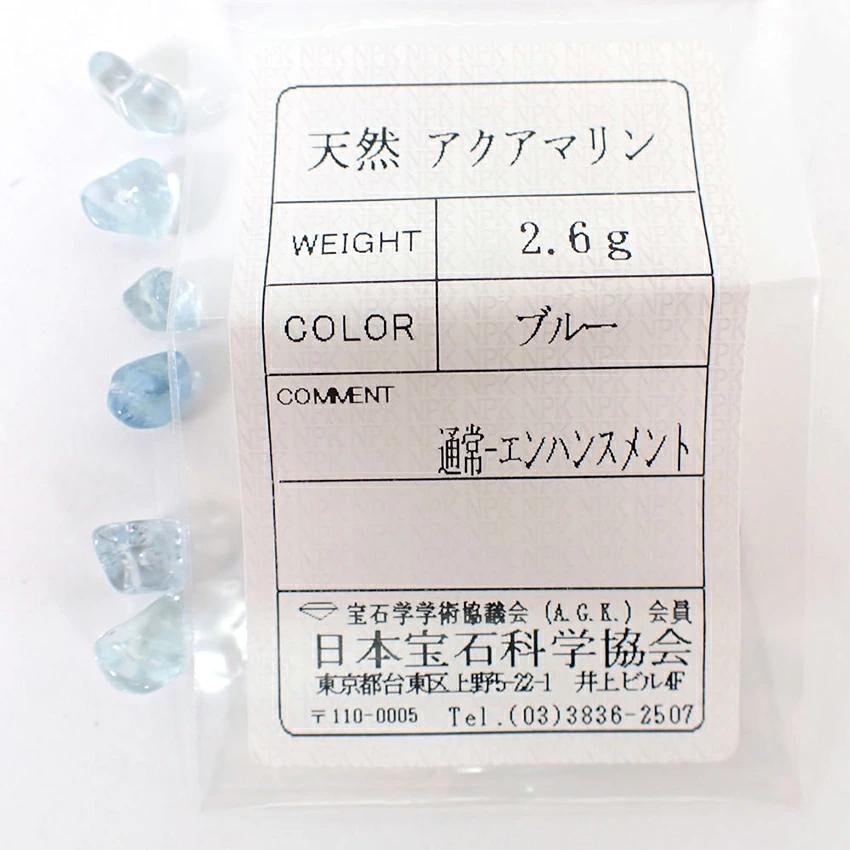 天然 アクアマリン
WEIGHT 2.6g
COLOR ブルー
COMMENT
通常-エンハンスメント
宝石学学術協議会 (A.G.K.) 会員
日本宝石科学協会
東京都台東区上野5-22-1 井上ビル4F
〒110-0005 Tel.(03)3836-2507